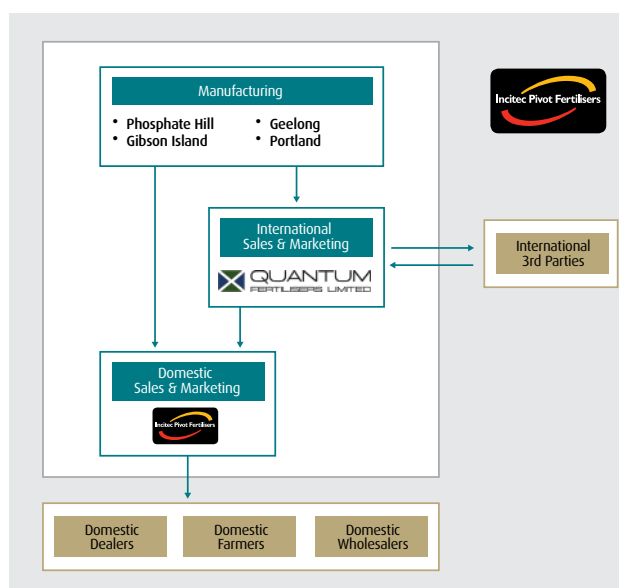 Manufacturing
• Phosphate Hill
• Gibson Island
• Geelong
• Portland
Incitec Pivot Fertilisers
International
Sales & Marketing
QUANTUM
FERTILISERS LIMITED
International
3rd Parties
Domestic
Sales & Marketing
Incitec Pivot Fertilisers
Domestic
Dealers
Domestic
Farmers
Domestic
Wholesalers